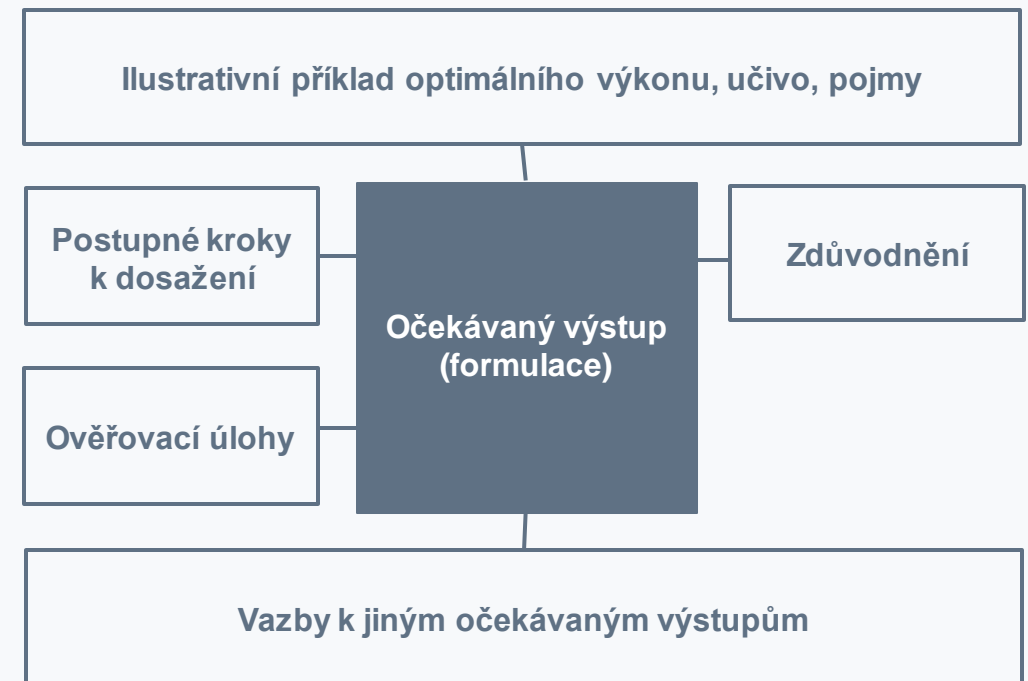 Ilustrativní příklad optimálního výkonu, učivo, pojmy
Postupné kroky
k dosažení
Zdůvodnění
Očekávaný výstup
(formulace)
Ověřovací úlohy
Vazby k jiným očekávaným výstupům